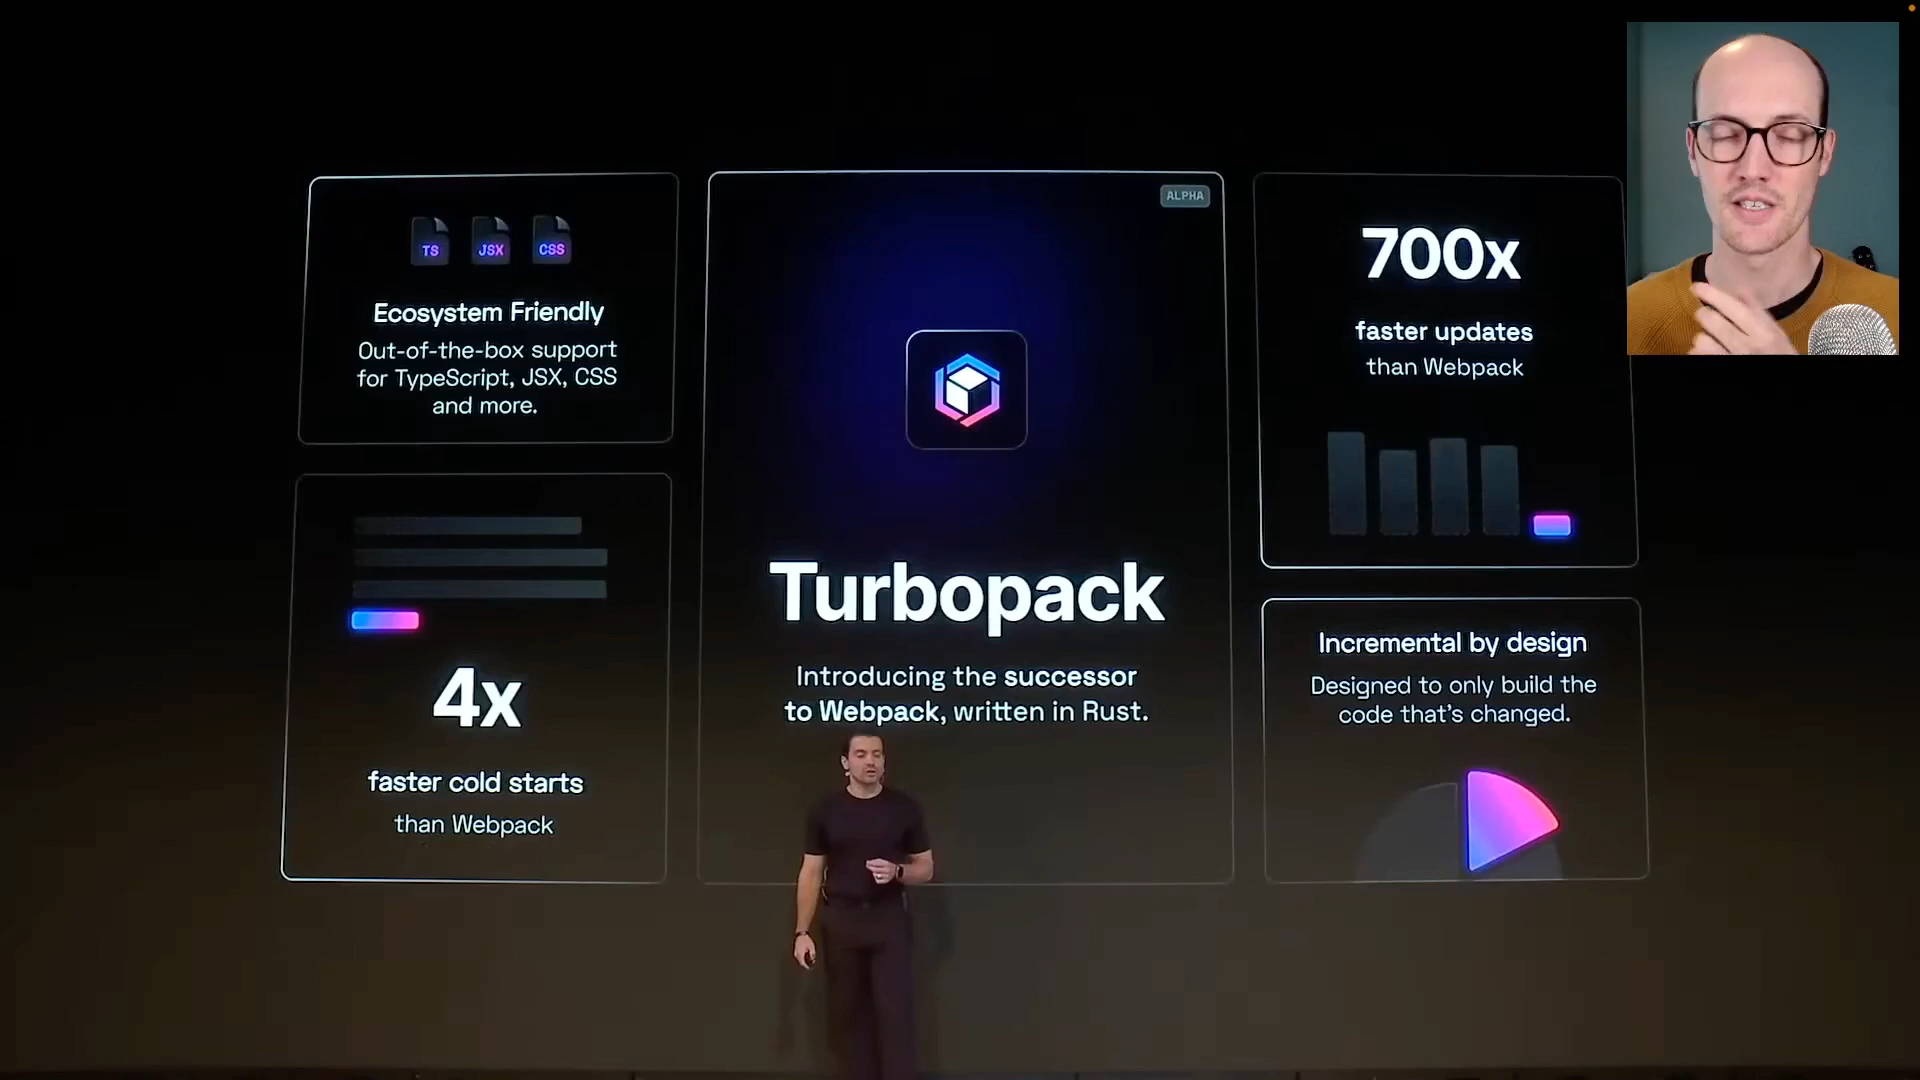 TS
JSX
CSS
Ecosystem Friendly
Out-of-the-box support
for TypeScript, JSX, CSS
and more.
4x
faster cold starts
than Webpack
ALPHA
Turbopack
Introducing the successor
to Webpack, written in Rust.
700x
faster updates
than Webpack
Incremental by design
Designed to only build the
code that's changed.